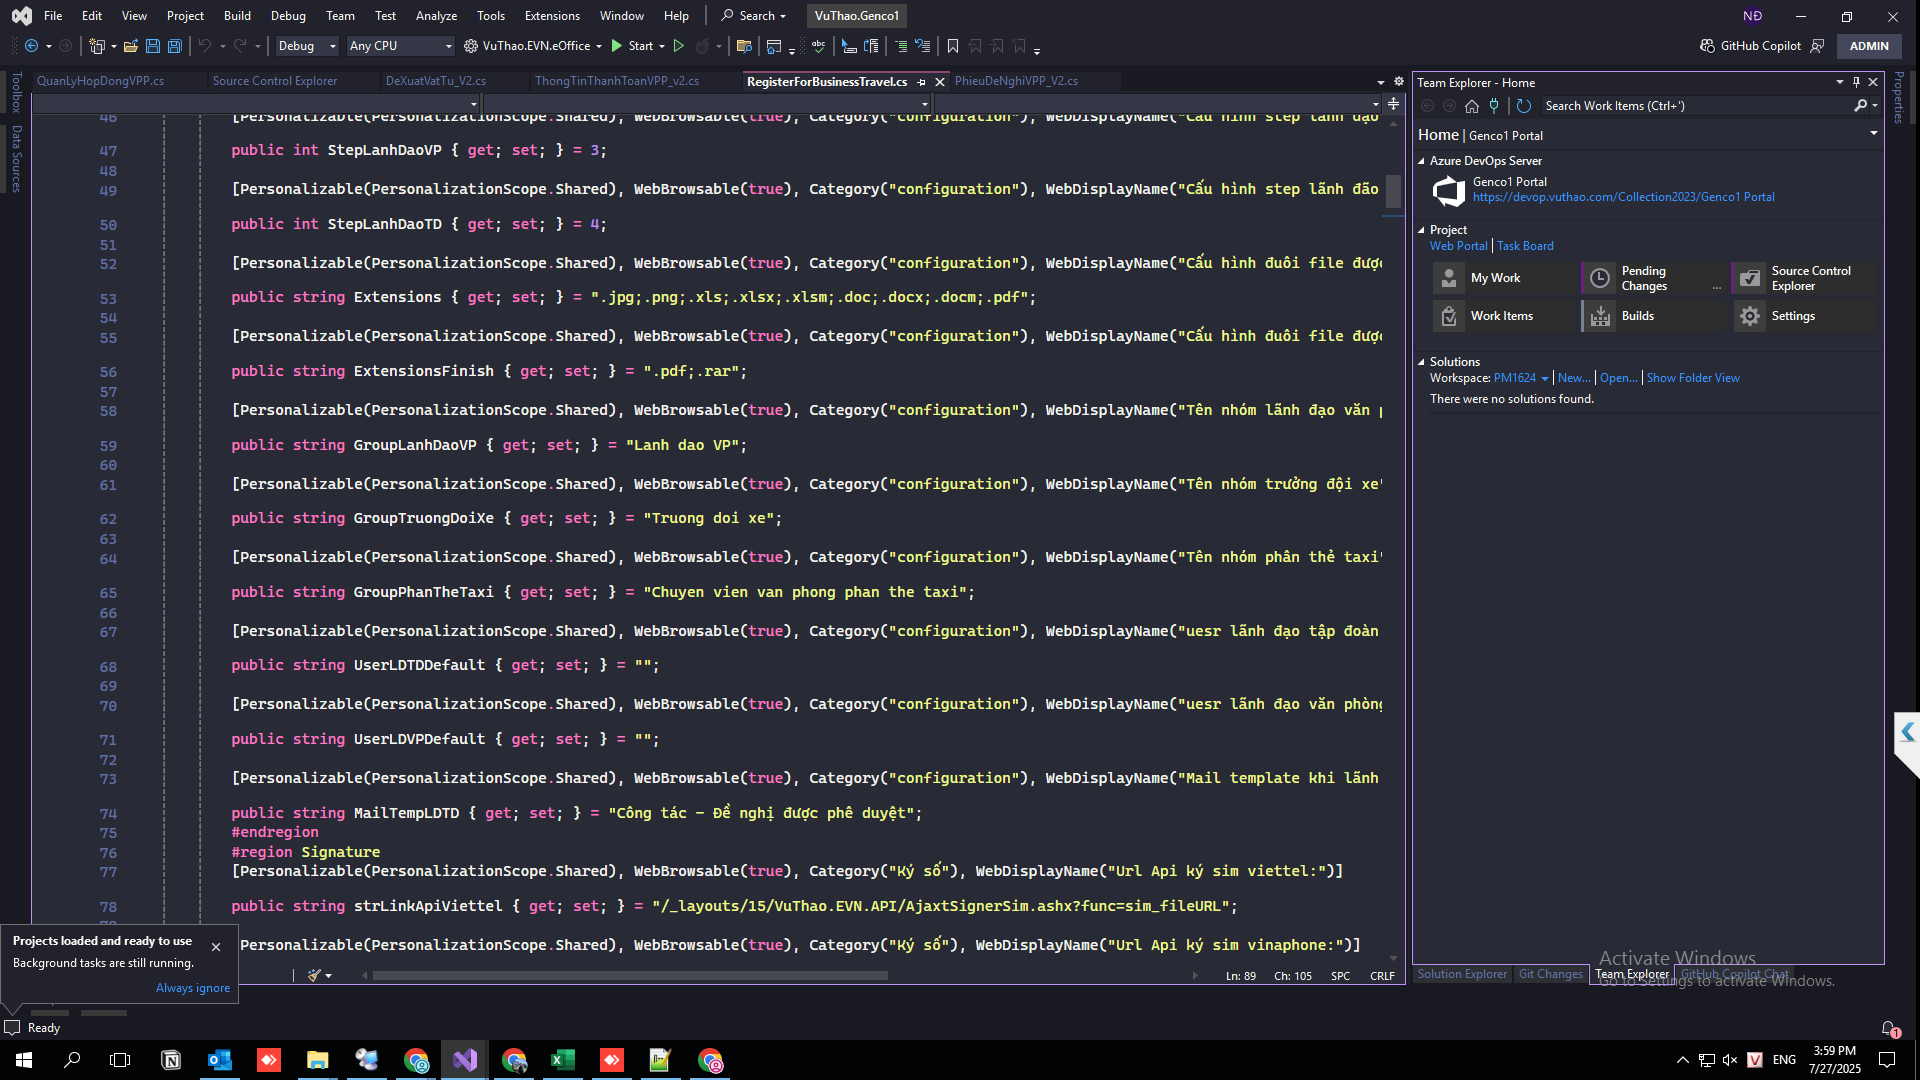 File Edit View Project Build Debug Team Test Analyze Tools Extensions Window Help Search VuThao.Genco1 NĐ
Debug Any CPU VuThao.EVN.eOffice Start GitHub Copilot ADMIN
QuanLyHopDongVPP.cs Source Control Explorer DeXuatVatTu_V2.cs ThongTinThanhToanVPP_v2.cs RegisterForBusinessTravel.cs PhieuDeNghiVPP_V2.cs
Toolbox
Data Sources
46 [Personalizable(PersonalizationScope.Shared), WebBrowsable(true), Category("configuration"), WebDisplayName("Cấu hình step lãnh đạo
47 public int StepLanhDaoVP { get; set; } = 3;
48
49 [Personalizable(PersonalizationScope.Shared), WebBrowsable(true), Category("configuration"), WebDisplayName("Cấu hình step lãnh đão
50 public int StepLanhDaoTD { get; set; } = 4;
51
52 [Personalizable(PersonalizationScope.Shared), WebBrowsable(true), Category("configuration"), WebDisplayName("Cấu hình đuôi file được
53 public string Extensions { get; set; } = ".jpg;.png;.xls;.xlsx;.xlsm;.doc;.docx;.docm;.pdf";
54
55 [Personalizable(PersonalizationScope.Shared), WebBrowsable(true), Category("configuration"), WebDisplayName("Cấu hình đuôi file được
56 public string ExtensionsFinish { get; set; } = ".pdf;.rar";
57
58 [Personalizable(PersonalizationScope.Shared), WebBrowsable(true), Category("configuration"), WebDisplayName("Tên nhóm lãnh đạo văn p
59 public string GroupLanhDaoVP { get; set; } = "Lanh dao VP";
60
61 [Personalizable(PersonalizationScope.Shared), WebBrowsable(true), Category("configuration"), WebDisplayName("Tên nhóm trưởng đội xe"
62 public string GroupTruongDoiXe { get; set; } = "Truong doi xe";
63
64 [Personalizable(PersonalizationScope.Shared), WebBrowsable(true), Category("configuration"), WebDisplayName("Tên nhóm phân thẻ taxi"
65 public string GroupPhanTheTaxi { get; set; } = "Chuyen vien van phong phan the taxi";
66
67 [Personalizable(PersonalizationScope.Shared), WebBrowsable(true), Category("configuration"), WebDisplayName("uesr lãnh đạo tập đoàn
68 public string UserLDTDDefault { get; set; } = "";
69
70 [Personalizable(PersonalizationScope.Shared), WebBrowsable(true), Category("configuration"), WebDisplayName("uesr lãnh đạo văn phòng
71 public string UserLDVPDefault { get; set; } = "";
72
73 [Personalizable(PersonalizationScope.Shared), WebBrowsable(true), Category("configuration"), WebDisplayName("Mail template khi lãnh
74 public string MailTempLDTD { get; set; } = "Công tác - Đề nghị được phê duyệt";
75 #endregion
76 #region Signature
77 [Personalizable(PersonalizationScope.Shared), WebBrowsable(true), Category("Ký số"), WebDisplayName("Url Api ký sim viettel:")]
78 public string strLinkApiViettel { get; set; } = "/_layouts/15/VuThao.EVN.API/AjaxtSignerSim.ashx?func=sim_fileURL";
Personalizable(PersonalizationScope.Shared), WebBrowsable(true), Category("Ký số"), WebDisplayName("Url Api ký sim vinaphone:")]
Ln: 89 Ch: 105 SPC CRLF
Projects loaded and ready to use
Background tasks are still running.
Always ignore
Ready
Team Explorer - Home
Search Work Items (Ctrl+')
Home | Genco1 Portal
Azure DevOps Server
Genco1 Portal
https://devop.vuthao.com/Collection2023/Genco1 Portal
Project
Web Portal | Task Board
My Work Pending Changes ... Source Control Explorer
Work Items Builds Settings
Solutions
Workspace: PM1624 | New... | Open... | Show Folder View
There were no solutions found.
Properties
Activate Windows
Go to Settings to activate Windows.
Solution Explorer Git Changes Team Explorer GitHub Copilot Chat
1
ENG
3:59 PM
7/27/2025